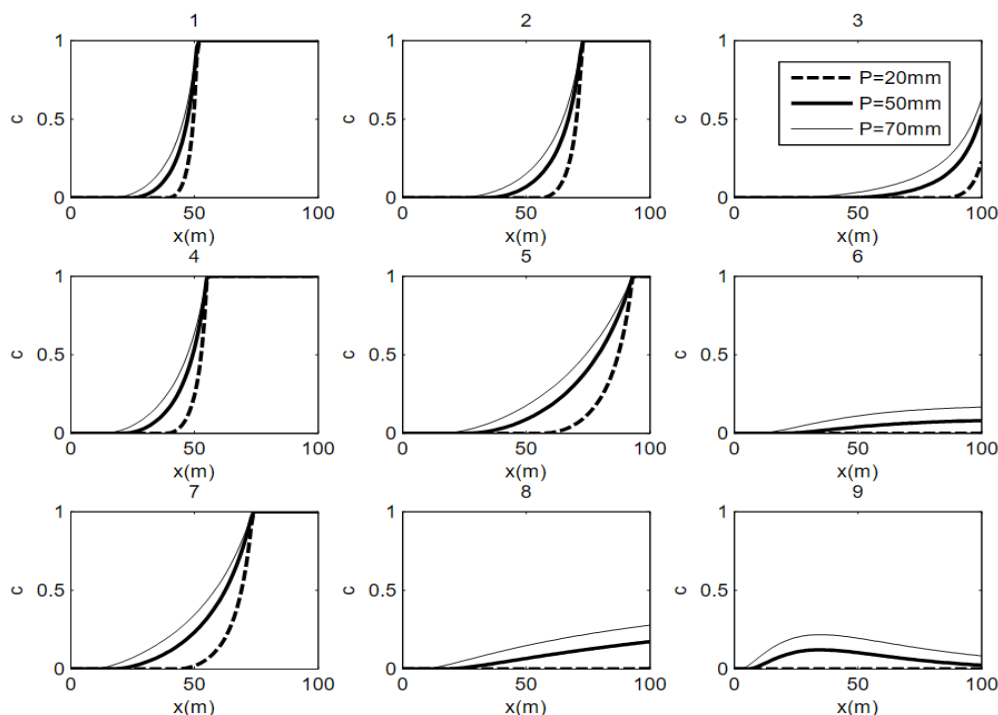 1 2 3
1 1 1
P=20mm
c 0.5 c 0.5 c 0.5 P=50mm
P=70mm
0 0 0
0 50 100 0 50 100 0 50 100
x(m) x(m) x(m)
4 5 6
1 1 1
c 0.5 c 0.5 c 0.5
0 0 0
0 50 100 0 50 100 0 50 100
x(m) x(m) x(m)
7 8 9
1 1 1
c 0.5 c 0.5 c 0.5
0 0 0
0 50 100 0 50 100 0 50 100
x(m) x(m) x(m)